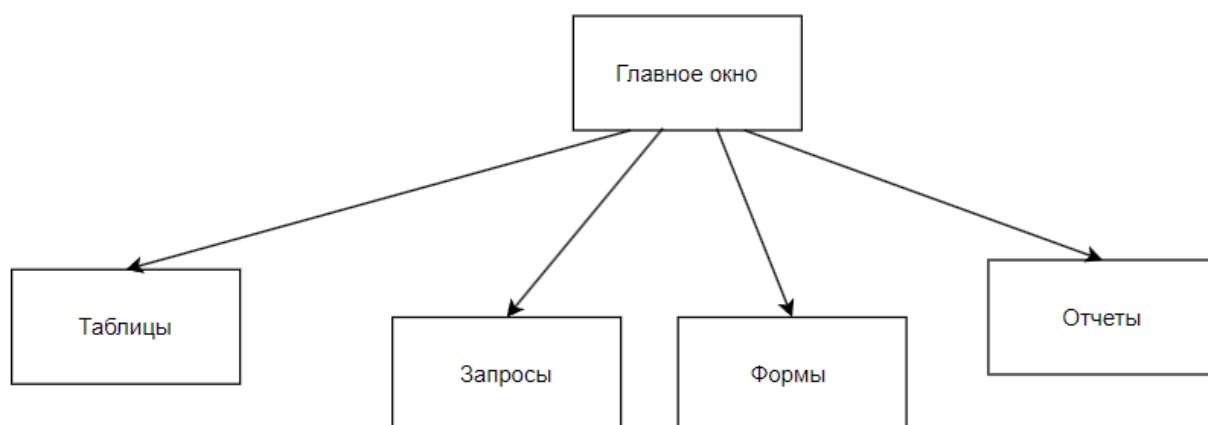 Главное окно
Таблицы
Запросы
Формы
Отчеты